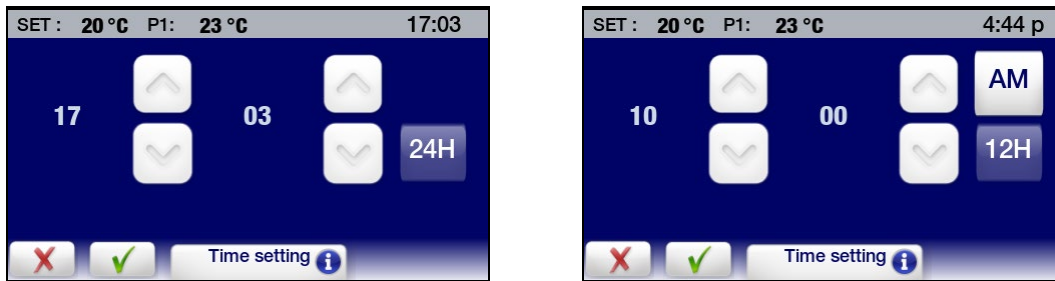 SET : 20 °C P1: 23 °C 17:03
17 03
24H
Time setting i
SET : 20 °C P1: 23 °C 4:44 p
AM
10 00
12H
Time setting i